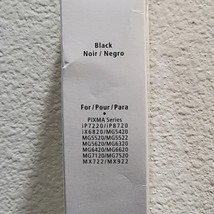 Black
Noir / Negro
For / Pour / Para
PIXMA Series
iP7220 / iP8720
iX6820 / MG5420
MG5520 / MG5522
MG5620 / MG6320
MG6420 / MG6620
MG7120 / MG7520
MX722 / MX922